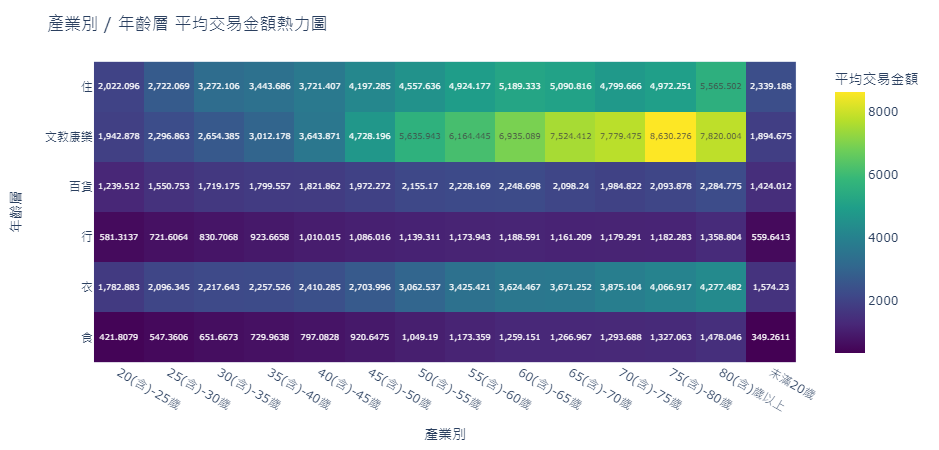 產業別 / 年齡層 平均交易金額熱力圖
平均交易金額
8000
6000
4000
2000
年齡層
住 2,022.096 2,722.069 3,272.106 3,443.686 3,721.407 4,197.285 4,557.636 4,924.177 5,189.333 5,090.816 4,799.666 4,972.251 5,565.502 2,339.188
文教康樂 1,942.878 2,296.863 2,654.385 3,012.178 3,643.871 4,728.196 5,635.943 6,164.445 6,935.089 7,524.412 7,779.475 8,630.276 7,820.004 1,894.675
百貨 1,239.512 1,550.753 1,719.175 1,799.557 1,821.862 1,972.272 2,155.17 2,228.169 2,248.698 2,098.24 1,984.822 2,093.878 2,284.775 1,424.012
行 581.3137 721.6064 830.7068 923.6658 1,010.015 1,086.016 1,139.311 1,173.943 1,188.591 1,161.209 1,179.291 1,182.283 1,358.804 559.6413
衣 1,782.883 2,096.345 2,217.643 2,257.526 2,410.285 2,703.996 3,062.537 3,425.421 3,624.467 3,671.252 3,875.104 4,066.917 4,277.482 1,574.23
食 421.8079 547.3606 651.6673 729.9638 797.0828 920.6475 1,049.19 1,173.359 1,259.151 1,266.967 1,293.688 1,327.063 1,478.046 349.2611
20(含)-25歲 25(含)-30歲 30(含)-35歲 35(含)-40歲 40(含)-45歲 45(含)-50歲 50(含)-55歲 55(含)-60歲 60(含)-65歲 65(含)-70歲 70(含)-75歲 75(含)-80歲 80(含)歲以上 未滿20歲
產業別